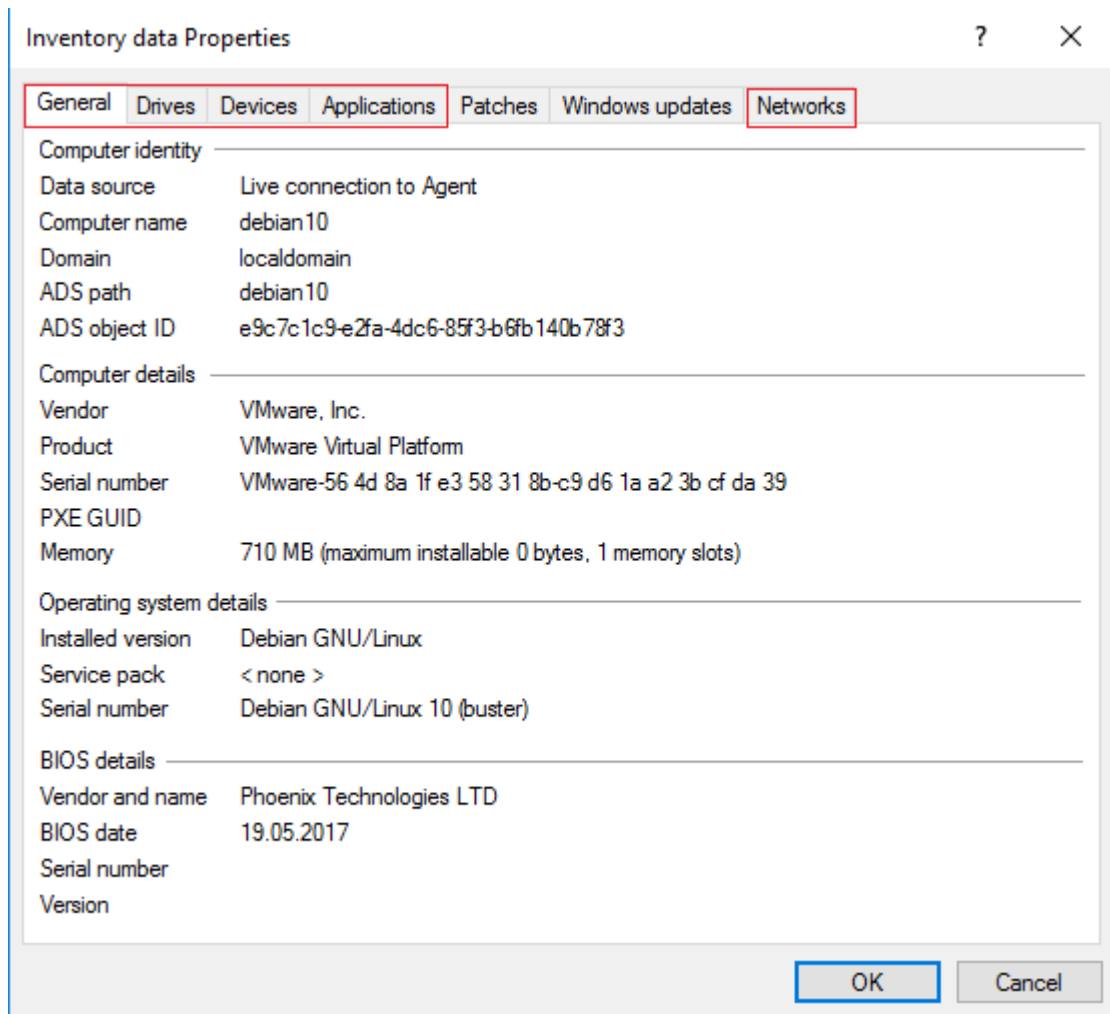 Inventory data Properties ? ×
General Drives Devices Applications Patches Windows updates Networks
Computer identity
Data source Live connection to Agent
Computer name debian10
Domain localdomain
ADS path debian10
ADS object ID e9c7c1c9-e2fa-4dc6-85f3-b6fb140b78f3
Computer details
Vendor VMware, Inc.
Product VMware Virtual Platform
Serial number VMware-56 4d 8a 1f e3 58 31 8b-c9 d6 1a a2 3b cf da 39
PXE GUID
Memory 710 MB (maximum installable 0 bytes, 1 memory slots)
Operating system details
Installed version Debian GNU/Linux
Service pack < none >
Serial number Debian GNU/Linux 10 (buster)
BIOS details
Vendor and name Phoenix Technologies LTD
BIOS date 19.05.2017
Serial number
Version
OK Cancel